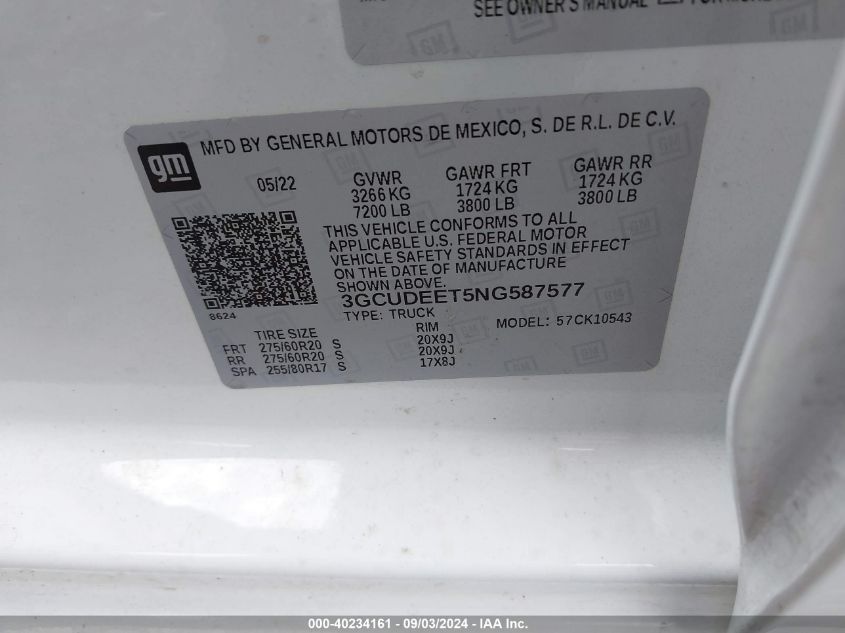 SEE OWNER'S MANUAL
gm
MFD BY GENERAL MOTORS DE MEXICO, S. DE R.L. DE C.V.
05/22 GVWR GAWR FRT GAWR RR
3266 KG 1724 KG 1724 KG
7200 LB 3800 LB 3800 LB
THIS VEHICLE CONFORMS TO ALL
APPLICABLE U.S. FEDERAL MOTOR
VEHICLE SAFETY STANDARDS IN EFFECT
ON THE DATE OF MANUFACTURE
SHOWN ABOVE.
3GCUDEET5NG587577
8624 TYPE: TRUCK MODEL: 57CK10543
TIRE SIZE RIM
FRT 275/60R20 S 20X9J
RR 275/60R20 S 20X9J
SPA 255/80R17 S 17X8J
000-40234161 - 09/03/2024 - IAA Inc.